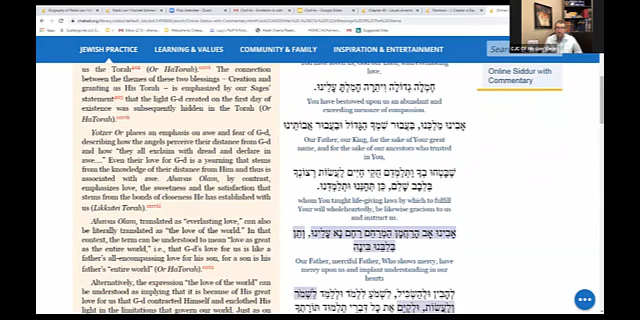 JEWISH PRACTICE
LEARNING & VALUES
COMMUNITY & FAMILY
INSPIRATION & ENTERTAINMENT
Online Siddur with
Commentary
us the Torah (Or HaTorah). The connection
between the themes of these two blessings – Creation and
granting us His Torah – is emphasized by our Sages'
statement that the light G-d created on the first day of
existence was subsequently hidden in the Torah (Or
HaTorah).
Yotzer Or places an emphasis on awe and fear of G-d,
describing how the angels perceive their distance from G-d
and how “they all exclaim with dread and declare in
awe....” Even their love for G-d is a yearning that stems
from the knowledge of their distance from Him and thus is
associated with awe. Ahavas Olam, by contrast,
emphasizes love, the sweetness and the satisfaction that
stems from the bonds of closeness He has established with
us (Likkutei Torah).
Ahavas Olam, translated as “everlasting love,” can also
be literally translated as “the love of the world.” In that
context, the term can be understood to mean “love as great
as the entire world,” i.e., that G-d's love for us is like a
father's all-encompassing love for his son, for a son is his
father's “entire world” (Or HaTorah).
Alternatively, the expression “the love of the world” can
be understood as implying that it is because of His great
love for us that G-d contracted Himself and enclothed His
light in the limitations that govern our world. Just as on
love.
חֶמְלָה גְדוֹלָה וִיתֵרָה חָמַלְתָּ עָלֵינוּ.
You have bestowed upon us an abundant and
exceeding measure of compassion.
אָבִינוּ מַלְכֵּנוּ, בַּעֲבוּר שִׁמְךָ הַגָּדוֹל וּבַעֲבוּר אֲבוֹתֵינוּ
Our Father, our King, for the sake of Your great
name, and for the sake of our ancestors who trusted
in You,
שֶׁבָּטְחוּ בְךָ וַתְּלַמְּדֵם חֻקֵּי חַיִּים לַעֲשׂוֹת רְצוֹנְךָ
בְּלֵבָב שָׁלֵם, כֵּן תְּחָנֵּנוּ וּתְלַמְּדֵנוּ.
whom You taught life-giving laws by which to fulfill
Your will wholeheartedly, be likewise gracious to us
and instruct us.
אָבִינוּ אָב הָרַחֲמָן הַמְרַחֵם רַחֶם נָא עָלֵינוּ, וְתֵן
בְּלִבֵּנוּ בִּינָה
Our Father, merciful Father, Who shows mercy, have
mercy upon us and implant understanding in our
hearts
לְהָבִין וּלְהַשְׂכִּיל, לִשְׁמֹעַ לִלְמֹד וּלְלַמֵּד לִשְׁמֹר
וְלַעֲשׂוֹת, וּלְקַיֵּם אֶת כָּל דִּבְרֵי תַלְמוּד תּוֹרָתֶךָ